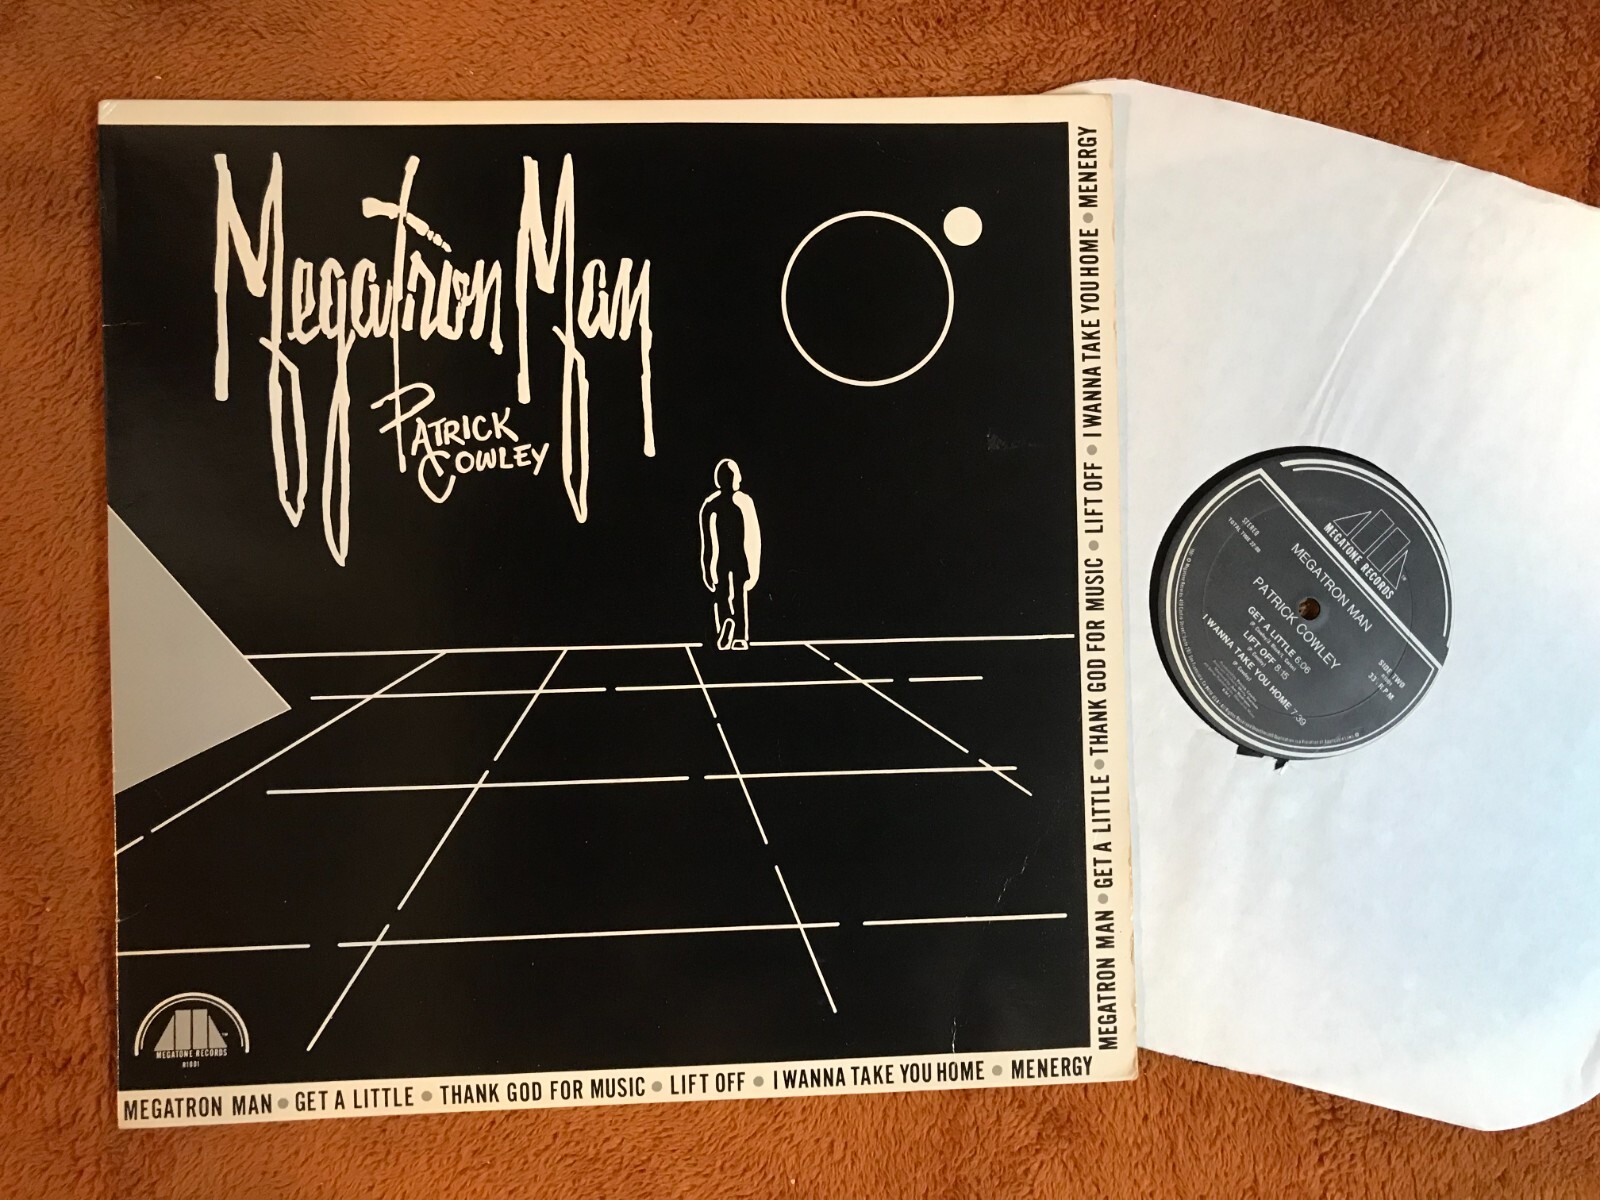 Megatron Man
PATRICK
COWLEY
MEGATRON MAN • GET A LITTLE • THANK GOD FOR MUSIC • LIFT OFF • I WANNA TAKE YOU HOME • MENERGY
MEGATONE RECORDS
MEGATRON MAN • GET A LITTLE • THANK GOD FOR MUSIC • LIFT OFF • I WANNA TAKE YOU HOME • MENERGY
MEGATONE RECORDS
STEREO
MEGATRON MAN
PATRICK COWLEY
SIDE TWO
GET A LITTLE 6:06
LIFT OFF 8:15
(P. Cowley)
I WANNA TAKE YOU HOME 7:39
(P. Cowley)